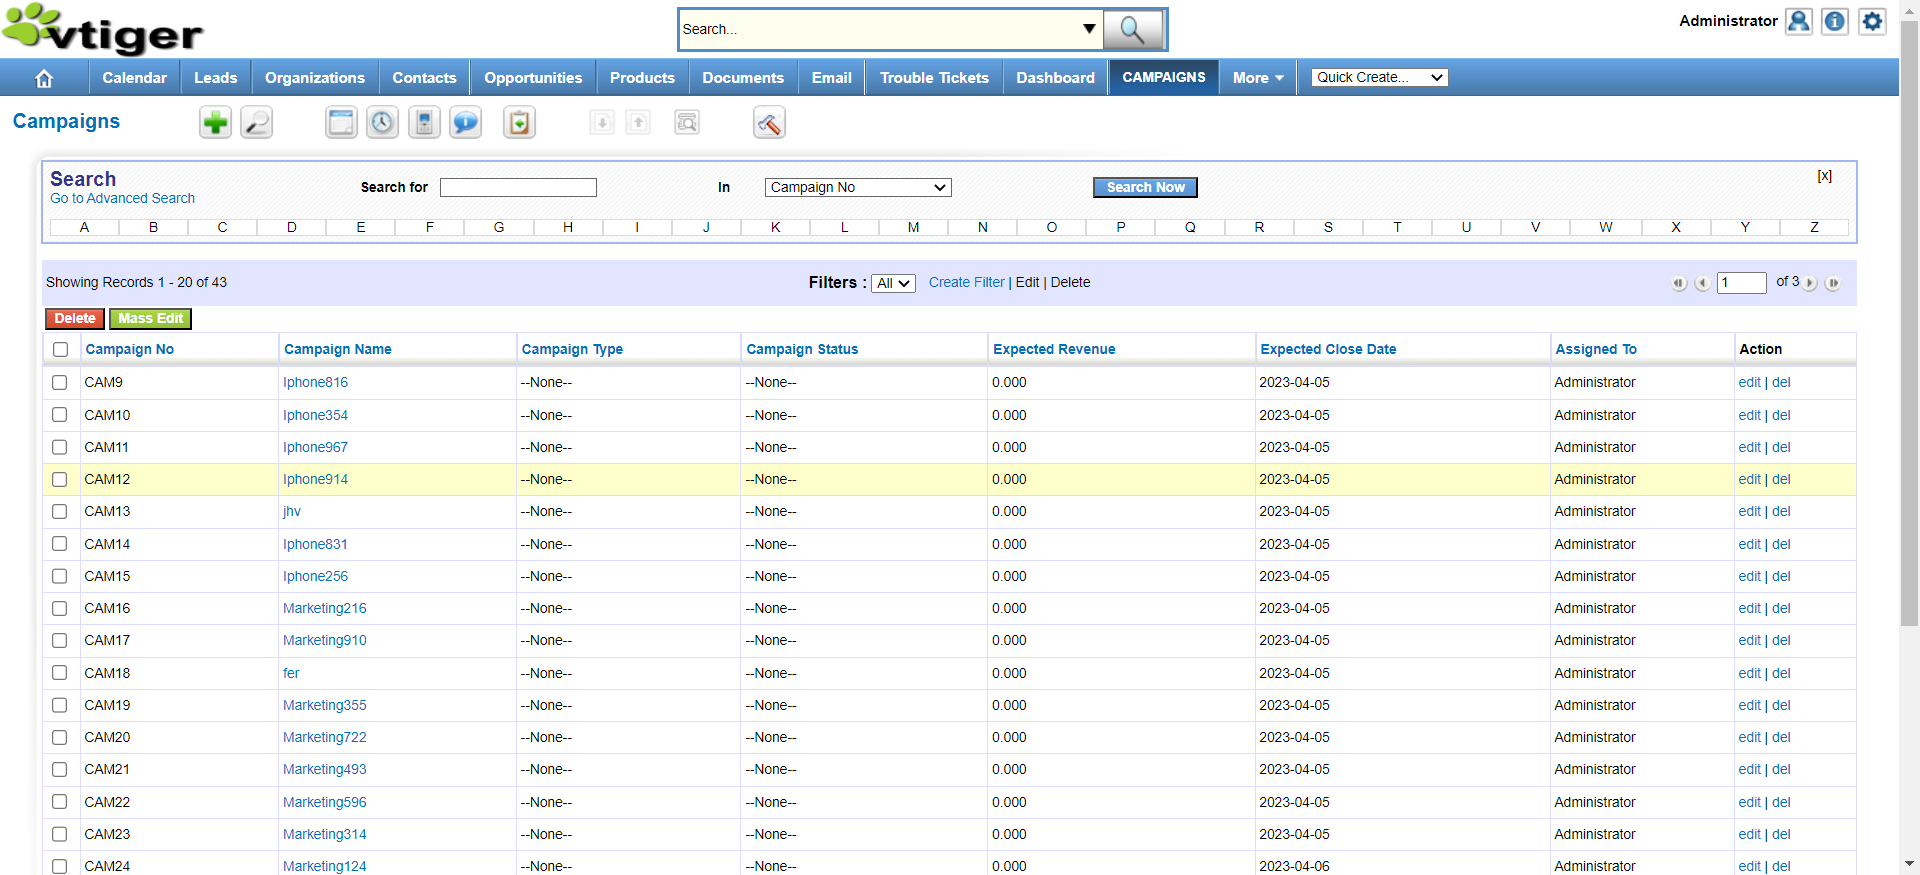 vtiger
Search...
Administrator
Calendar Leads Organizations Contacts Opportunities Products Documents Email Trouble Tickets Dashboard CAMPAIGNS More Quick Create...
Campaigns
Search
Go to Advanced Search
Search for In Campaign No Search Now [x]
A B C D E F G H I J K L M N O P Q R S T U V W X Y Z
Showing Records 1 - 20 of 43 Filters : All Create Filter | Edit | Delete 1 of 3
Delete Mass Edit
Campaign No Campaign Name Campaign Type Campaign Status Expected Revenue Expected Close Date Assigned To Action
CAM9 Iphone816 --None-- --None-- 0.000 2023-04-05 Administrator edit | del
CAM10 Iphone354 --None-- --None-- 0.000 2023-04-05 Administrator edit | del
CAM11 Iphone967 --None-- --None-- 0.000 2023-04-05 Administrator edit | del
CAM12 Iphone914 --None-- --None-- 0.000 2023-04-05 Administrator edit | del
CAM13 jhv --None-- --None-- 0.000 2023-04-05 Administrator edit | del
CAM14 Iphone831 --None-- --None-- 0.000 2023-04-05 Administrator edit | del
CAM15 Iphone256 --None-- --None-- 0.000 2023-04-05 Administrator edit | del
CAM16 Marketing216 --None-- --None-- 0.000 2023-04-05 Administrator edit | del
CAM17 Marketing910 --None-- --None-- 0.000 2023-04-05 Administrator edit | del
CAM18 fer --None-- --None-- 0.000 2023-04-05 Administrator edit | del
CAM19 Marketing355 --None-- --None-- 0.000 2023-04-05 Administrator edit | del
CAM20 Marketing722 --None-- --None-- 0.000 2023-04-05 Administrator edit | del
CAM21 Marketing493 --None-- --None-- 0.000 2023-04-05 Administrator edit | del
CAM22 Marketing596 --None-- --None-- 0.000 2023-04-05 Administrator edit | del
CAM23 Marketing314 --None-- --None-- 0.000 2023-04-05 Administrator edit | del
CAM24 Marketing124 --None-- --None-- 0.000 2023-04-06 Administrator edit | del